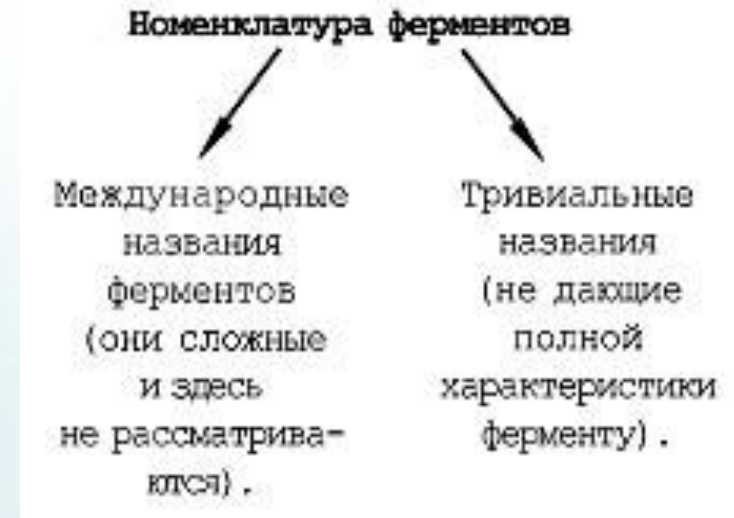 Номенклатура ферментов
Международные
названия
ферментов
(они сложные
и здесь
не рассматрива-
ются).
Тривиальные
названия
(не дающие
полной
характеристики
ферменту).